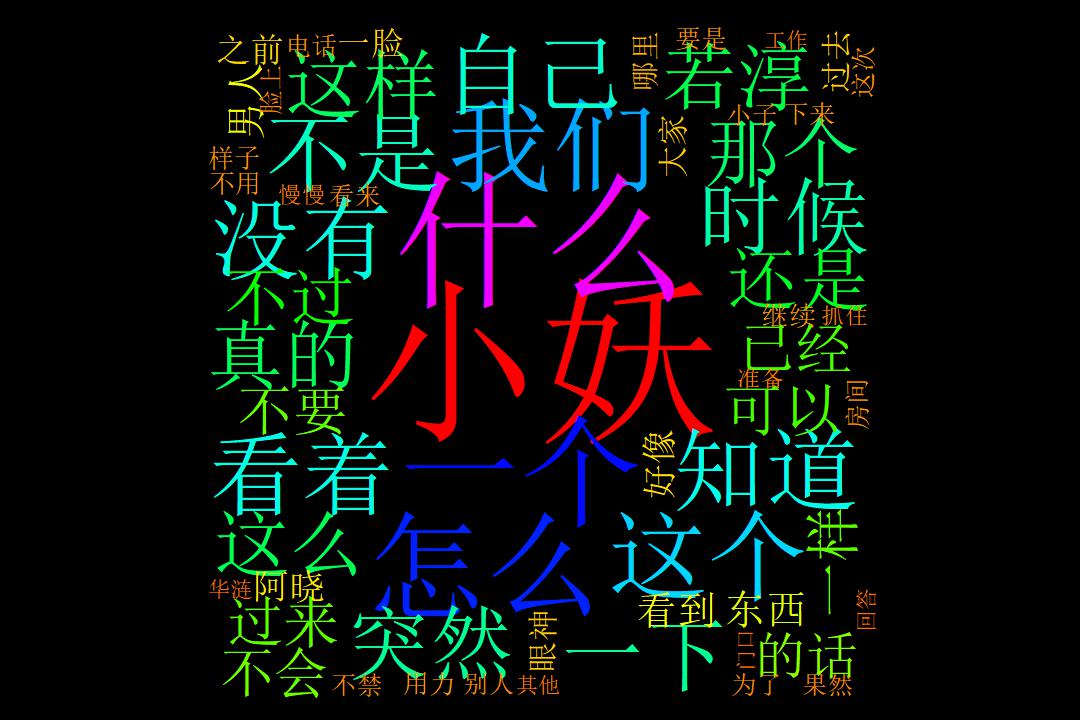 之前
电话
一脸
自己
哪里
要是
工作
过去
这次
男人
脸上
这样
若淳
不是
我们
大家
小子
下来
那个
样子
不用
慢慢
看来
没有
什么
时候
不过
小妖
还是
继续
抓住
真的
已经
准备
不要
可以
房间
看着
一个
好像
知道
这么
怎么
这个
一样
华涟
阿晓
看到
东西
回答
过来
突然
眼神
一下
门口
的话
不会
不禁
用力
别人
其他
为了
果然